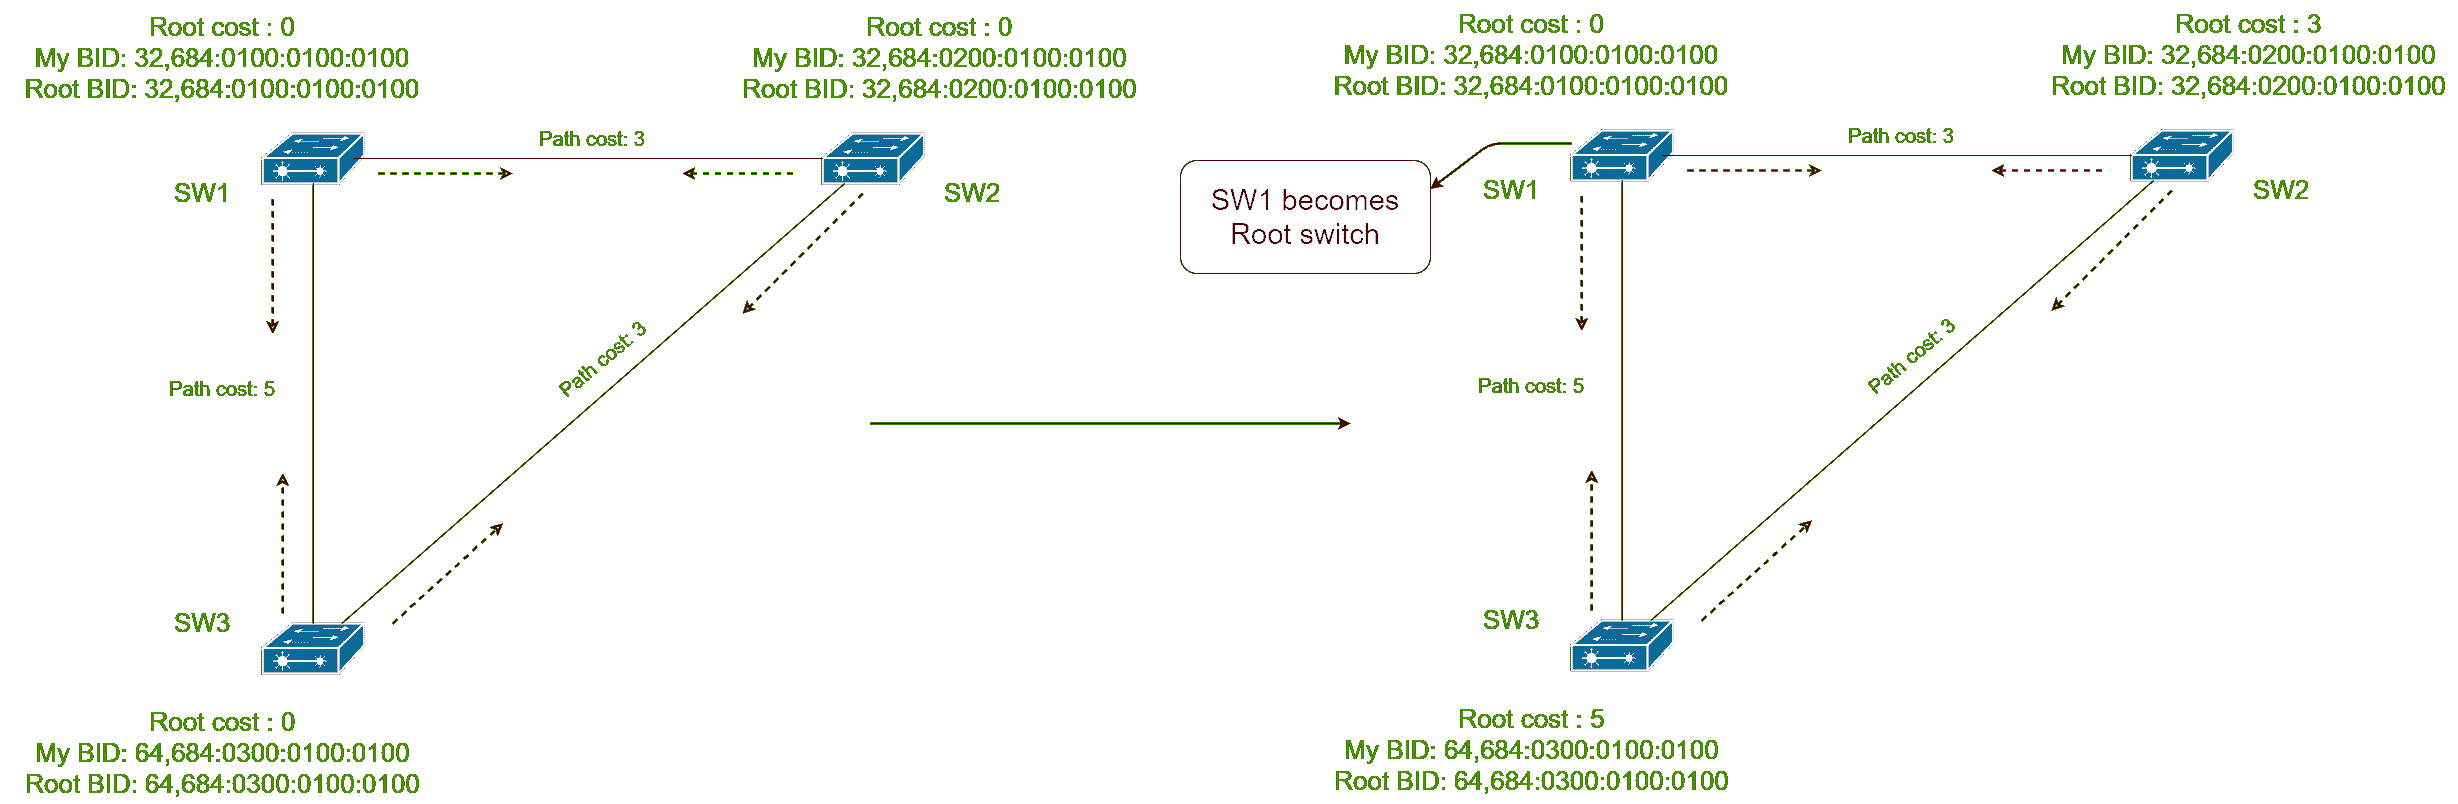 Root cost : 0
My BID: 32,684:0100:0100:0100
Root BID: 32,684:0100:0100:0100
Root cost : 0
My BID: 32,684:0200:0100:0100
Root BID: 32,684:0200:0100:0100
Path cost: 3
SW1
SW2
Path cost: 3
Path cost: 5
SW3
Root cost : 0
My BID: 64,684:0300:0100:0100
Root BID: 64,684:0300:0100:0100
Root cost : 0
My BID: 32,684:0100:0100:0100
Root BID: 32,684:0100:0100:0100
Root cost : 3
My BID: 32,684:0200:0100:0100
Root BID: 32,684:0200:0100:0100
Path cost: 3
SW1 becomes
Root switch
SW1
SW2
Path cost: 3
Path cost: 5
SW3
Root cost : 5
My BID: 64,684:0300:0100:0100
Root BID: 64,684:0300:0100:0100